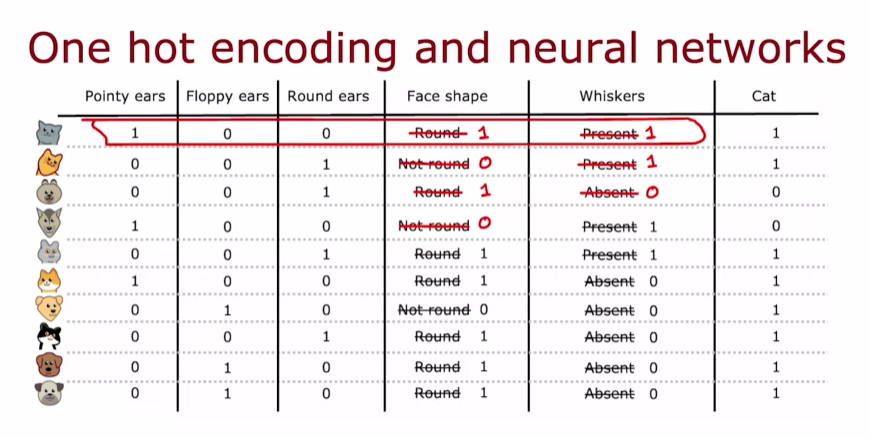 One hot encoding and neural networks
Pointy ears Floppy ears Round ears Face shape Whiskers Cat
1 0 0 Round 1 Present 1 1
0 0 1 Not round 0 Present 1 1
0 0 1 Round 1 Absent 0 0
1 0 0 Not round 0 Present 1 0
0 0 1 Round 1 Present 1 1
1 0 0 Round 1 Absent 0 1
0 1 0 Not round 0 Absent 0 1
0 0 1 Round 1 Absent 0 1
0 1 0 Round 1 Absent 0 1
0 1 0 Round 1 Absent 0 1